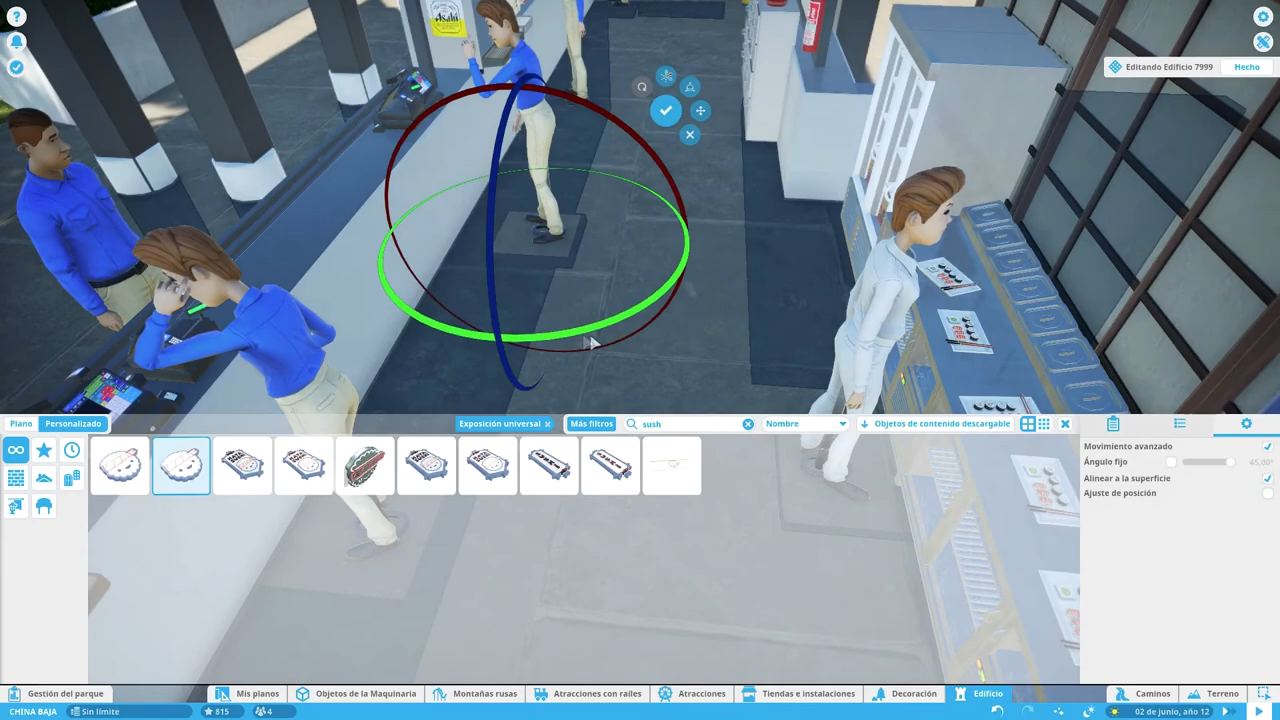 ?
Asahi
Editando Edificio 7999
Hecho
Plano
Personalizado
Exposición universal ×
Más filtros
sush
Nombre
Objetos de contenido descargable
Movimiento avanzado
Ángulo fijo
45,00°
Alinear a la superficie
Ajuste de posición
Gestión del parque
Mis planos
Objetos de la Maquinaria
Montañas rusas
Atracciones con raíles
Atracciones
Tiendas e instalaciones
Decoración
Edificio
Caminos
Terreno
CHINA BAJA
Sin límite
815
4
02 de junio, año 12